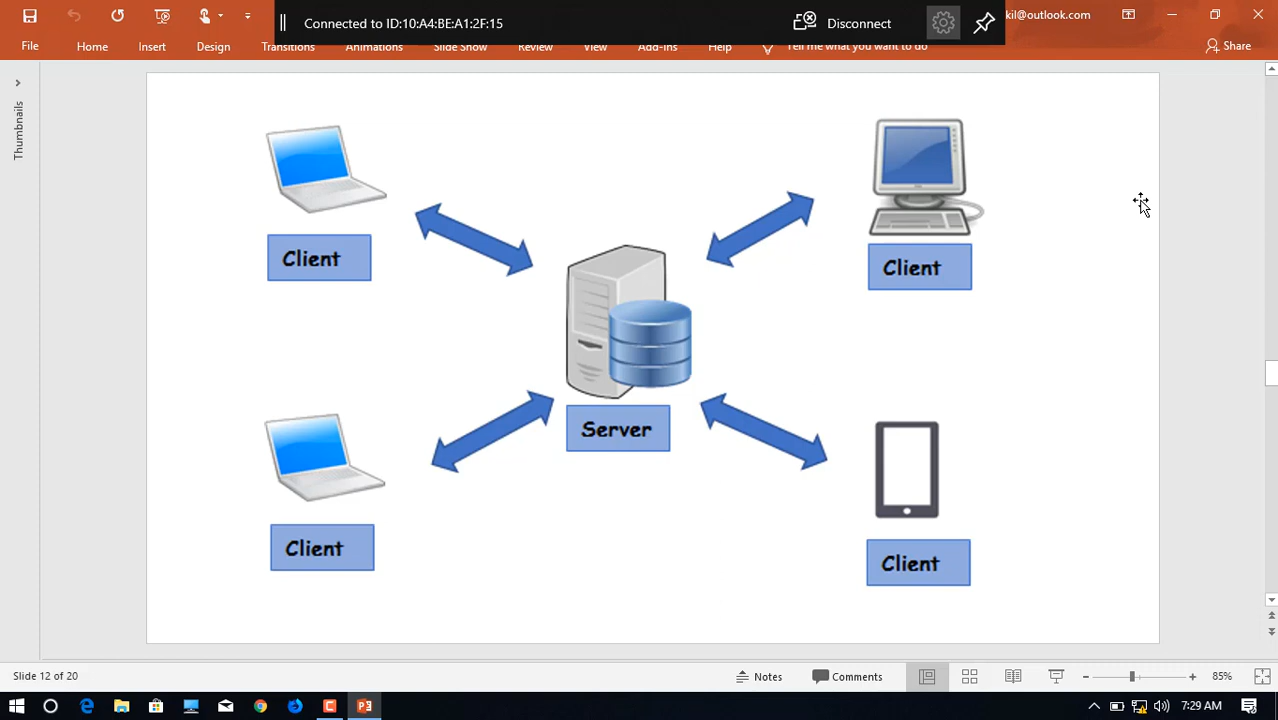 Connected to ID:10:A4:BE:A1:2F:15
Disconnect
kil@outlook.com
File
Home
Insert
Design
Transitions
Animations
Slide Show
Review
View
Add-ins
Help
Tell me what you want to do
Share
Thumbnails
Client
Client
Server
Client
Client
Slide 12 of 20
Notes
Comments
85%
7:29 AM